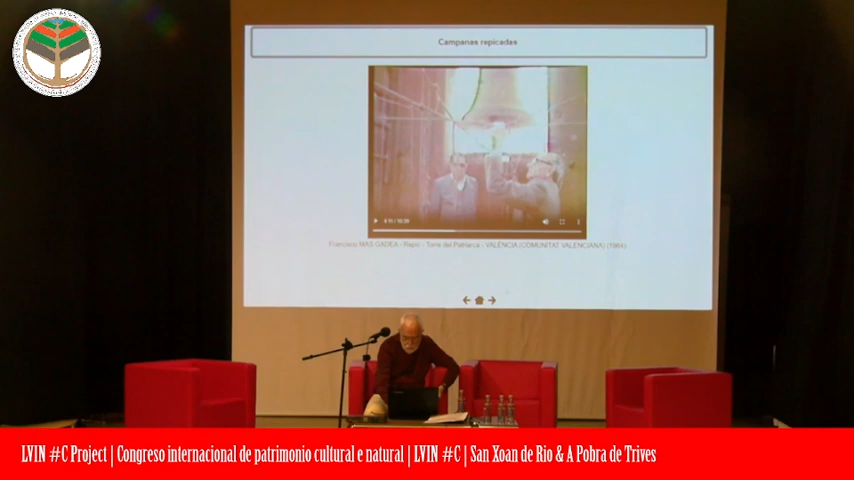 Campanas repicadas
Francisco MAS GADEA - Repic - Torre del Patriarca - VALÈNCIA (COMUNITAT VALENCIANA) (1984)
LVIN #C Project | Congreso internacional de patrimonio cultural e natural | LVIN #C | San Xoan de Rio & A Pobra de Trives